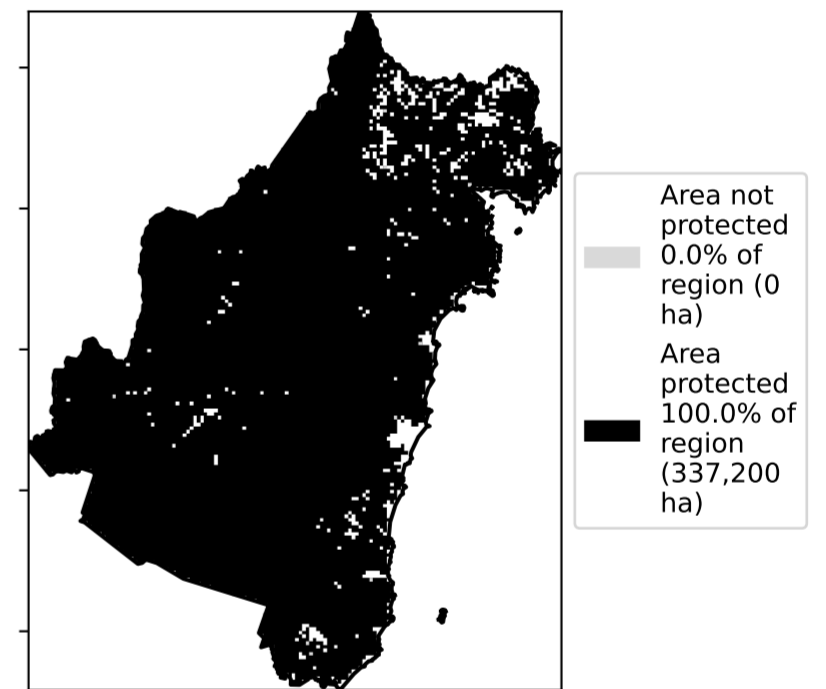 Area not
protected
0.0% of
region (0
ha)
Area
protected
100.0% of
region
(337,200
ha)